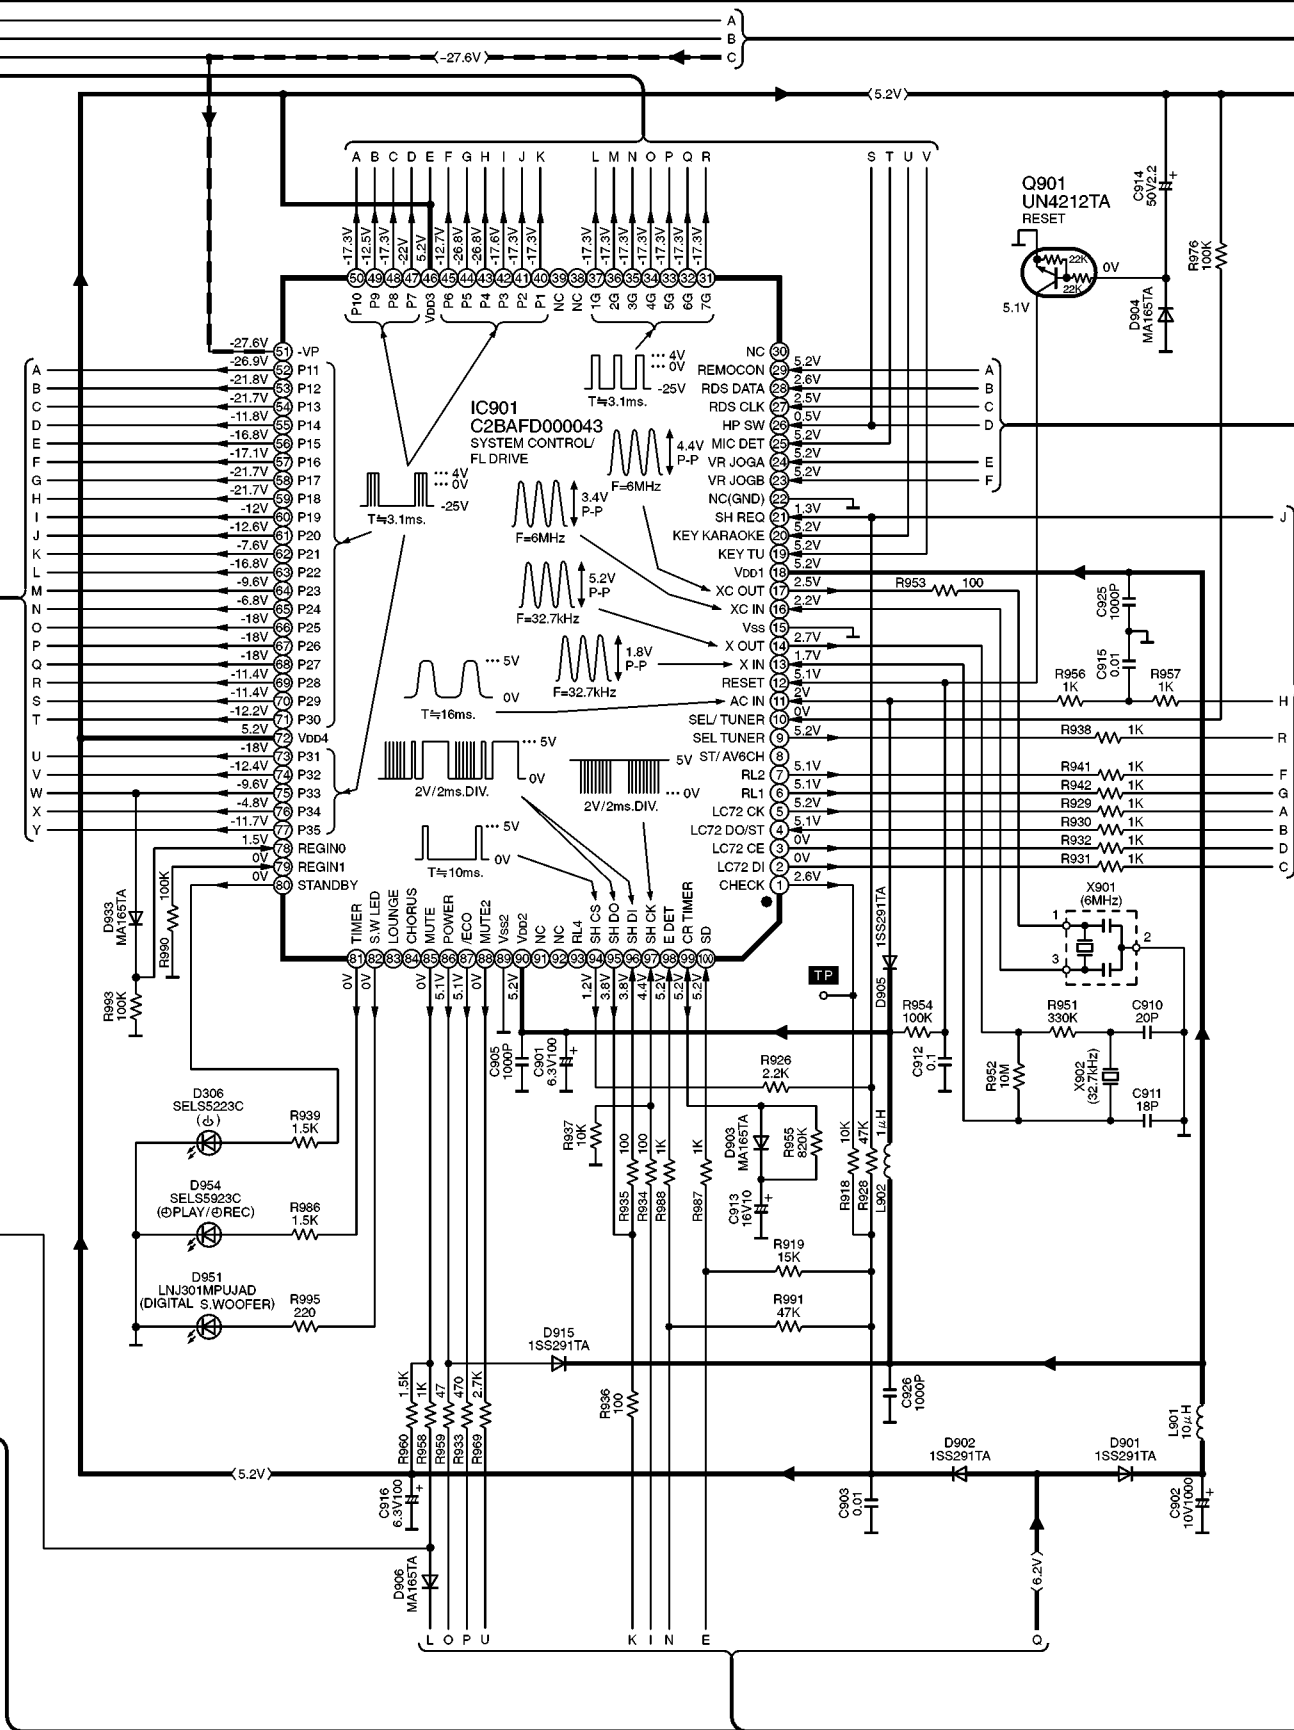 A
B
(-27.6V) C
(5.2V)
A B C D E F G H I J K L M N O P Q R S T U V
Q901
UN4212TA
RESET
C914
50V2.2
R976
100K
22K
22K
0V
5.1V
D904
MA165TA
-17.3V -12.5V -17.3V -22V 5.2V -12.7V -26.8V -26.8V -17.6V -17.3V -17.3V -17.3V -17.3V -17.3V -17.3V -17.3V -17.3V -17.3V
50 49 48 47 46 45 44 43 42 41 40 39 38 37 36 35 34 33 32 31
P10 P9 P8 P7 VDD3 P6 P5 P4 P3 P2 P1 NC NC 1G 2G 3G 4G 5G 6G 7G
-27.6V 51 -VP
A -26.9V 52 P11
B -21.8V 53 P12
C -21.7V 54 P13
D -11.8V 55 P14
E -16.8V 56 P15
F -17.1V 57 P16
G -21.7V 58 P17
H -21.7V 59 P18
I -12V 60 P19
J -12.6V 61 P20
K -7.6V 62 P21
L -16.8V 63 P22
M -9.6V 64 P23
N -6.8V 65 P24
O -18V 66 P25
P -18V 67 P26
Q -18V 68 P27
R -11.4V 69 P28
S -11.4V 70 P29
T -12.2V 71 P30
5.2V 72 VDD4
U -18V 73 P31
V -12.4V 74 P32
W -9.6V 75 P33
X -4.8V 76 P34
Y -11.7V 77 P35
1.5V 78 REGIN0
0V 79 REGIN1
0V 80 STANDBY
IC901
C2BAFD000043
SYSTEM CONTROL/
FL DRIVE
··· 4V
··· 0V
-25V
T≒3.1ms.
··· 4V
··· 0V
-25V
T≒3.1ms.
4.4V
P-P
F=6MHz
3.4V
P-P
F=6MHz
5.2V
P-P
F=32.7kHz
1.8V
P-P
F=32.7kHz
··· 5V
0V
T≒16ms.
··· 5V
0V
2V/2ms.DIV.
5V
··· 0V
2V/2ms.DIV.
··· 5V
0V
T≒10ms.
NC 30
REMOCON 29 5.2V A
RDS DATA 28 2.6V B
RDS CLK 27 2.5V C
HP SW 26 0.5V D
MIC DET 25 5.2V
VR JOGA 24 5.2V E
VR JOGB 23 5.2V F
NC(GND) 22
SH REQ 21 1.3V J
KEY KARAOKE 20 5.2V
KEY TU 19 5.2V
VDD1 18 5.2V
XC OUT 17 2.5V R953 100
XC IN 16 2.2V
Vss 15
X OUT 14 2.7V
X IN 13 1.7V
RESET 12 5.1V
AC IN 11 2V H
SEL/ TUNER 10 0V
SEL TUNER 9 5.2V R938 1K R
ST/ AV6CH 8
RL2 7 5.1V R941 1K F
RL1 6 5.1V R942 1K G
LC72 CK 5 5.2V R929 1K A
LC72 DO/ST 4 5.1V R930 1K B
LC72 CE 3 0V R932 1K D
LC72 DI 2 0V R931 1K C
CHECK 1 2.6V
C925
1000P
C915
0.01
R956
1K
R957
1K
X901
(6MHz)
1
2
3
TIMER S.W LED LOUNGE CHORUS MUTE POWER /ECO MUTE2 VSS2 VDD2 NC NC RL4 SH CS SH DO SH DI SH CK E DET CR TIMER SD
81 82 83 84 85 86 87 88 89 90 91 92 93 94 95 96 97 98 99 100
0V 0V 0V 5.1V 5.1V 0V 5.2V 1.2V 3.8V 3.8V 4.4V 5.2V 5.2V 5.2V
D933
MA165TA
R990
100K
R993
100K
TP
1SS291TA
D905
R954
100K
C912
0.1
R951
330K
C910
20P
R952
10M
X902
(32.7kHz)
C911
18P
C905
1000P
C901
6.3V100
R926
2.2K
R937
10K
R935 100
R934 100
R988 1K
R987 1K
D903
MA165TA
R955
820K
C913
16V10
R918 10K
R928 47K
L902 1μH
D306
SELS5223C
(⏻)
R939
1.5K
D954
SELS5923C
(⏻PLAY/⏻REC)
R986
1.5K
D951
LNJ301MPUJAD
(DIGITAL S.WOOFER)
R995
220
R919
15K
R991
47K
D915
1SS291TA
R960 1.5K
R958 1K
R959 47
R933 470
R969 2.7K
R936
100
C926
1000P
L901
10μH
(5.2V)
D902
1SS291TA
D901
1SS291TA
C916
6.3V100
C903
0.01
C902
10V1000
D906
MA165TA
(6.2V)
L O P U K I N E Q